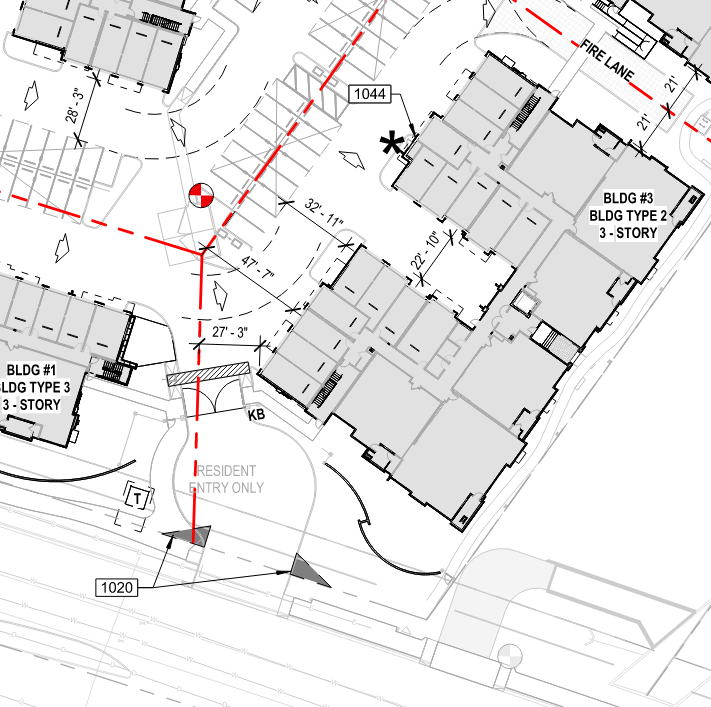 1044
FIRE LANE
28' - 3"
21'
21'
BLDG #3
BLDG TYPE 2
3 - STORY
32' - 11"
22' - 10"
47' - 7"
27' - 3"
BLDG #1
BLDG TYPE 3
3 - STORY
KB
RESIDENT
ENTRY ONLY
T
1020